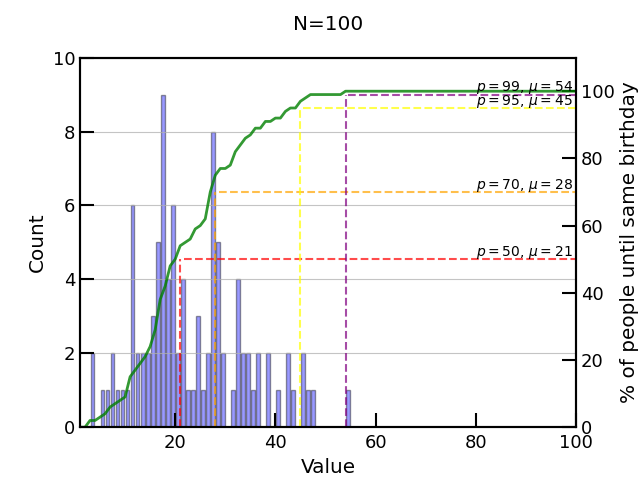 N=100
10
8
6
4
2
0
Count
100
80
60
40
20
0
% of people until same birthday
p = 99, μ = 54
p = 95, μ = 45
p = 70, μ = 28
p = 50, μ = 21
20 40 60 80 100
Value